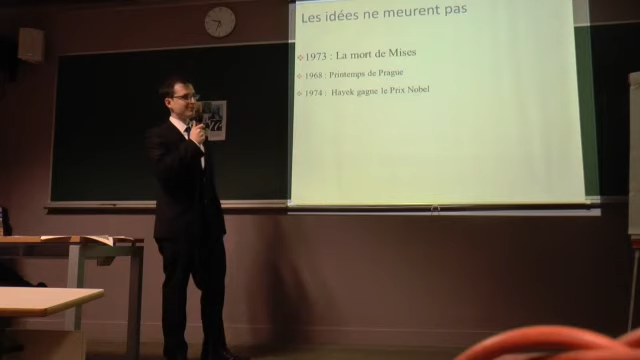 Les idées ne meurent pas
1973 : La mort de Mises
1968 : Printemps de Prague
1974 : Hayek gagne le Prix Nobel